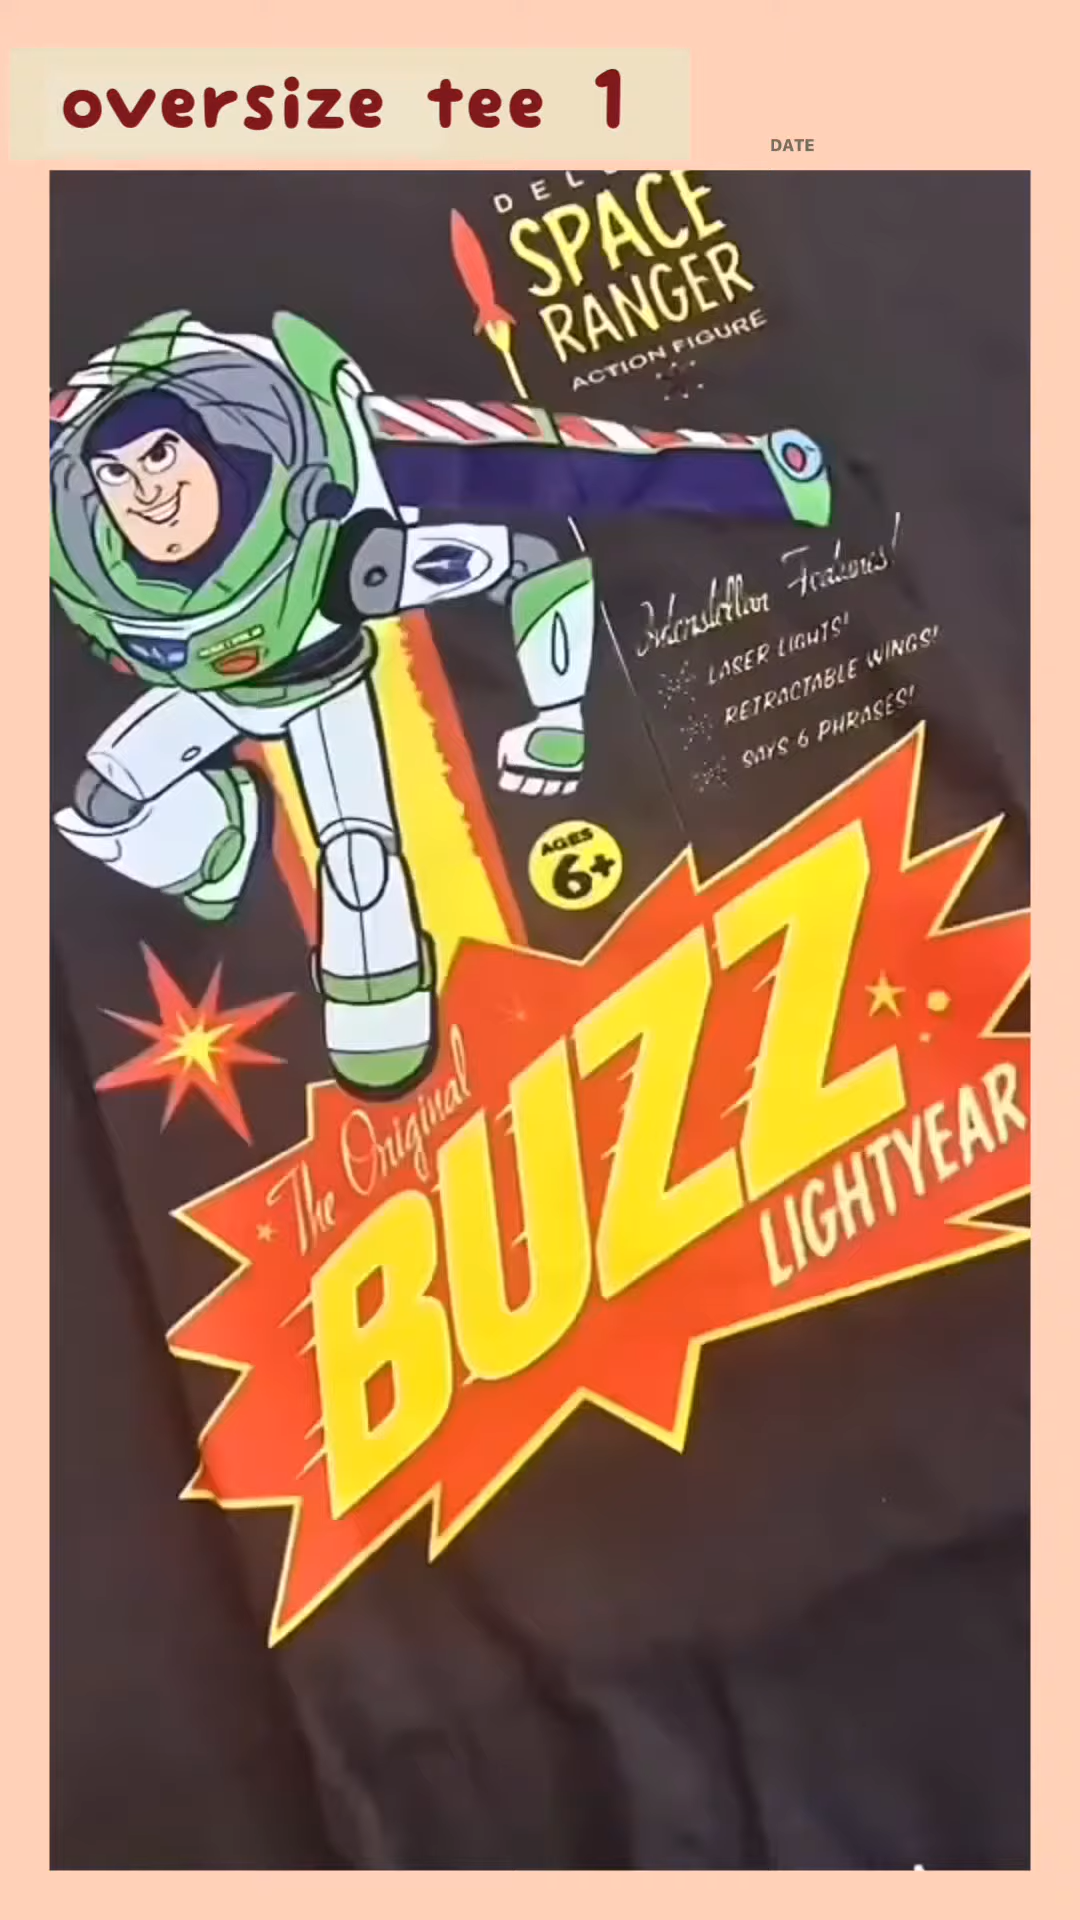 oversize tee 1
DATE
SPACE
RANGER
ACTION FIGURE
Interstellar Features!
LASER LIGHTS!
RETRACTABLE WINGS!
SAYS 6 PHRASES!
AGES
6+
The Original
BUZZ
LIGHTYEAR